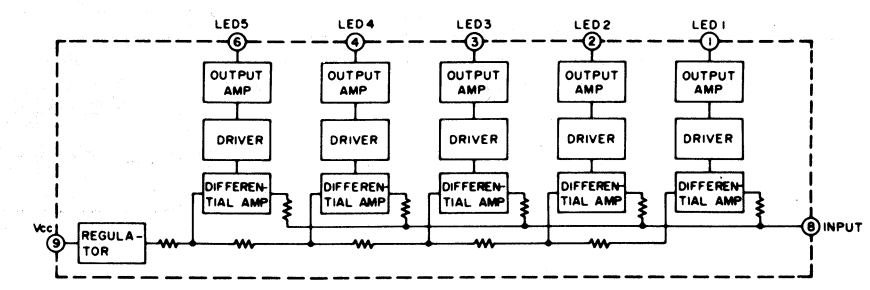 LED5 LED4 LED3 LED2 LED1
6 4 3 2 1
OUTPUT AMP
OUTPUT AMP
OUTPUT AMP
OUTPUT AMP
OUTPUT AMP
DRIVER
DRIVER
DRIVER
DRIVER
DRIVER
DIFFEREN-
TIAL AMP
DIFFEREN-
TIAL AMP
DIFFEREN-
TIAL AMP
DIFFEREN-
TIAL AMP
DIFFEREN-
TIAL AMP
Vcc
9
REGULA-
TOR
8 INPUT